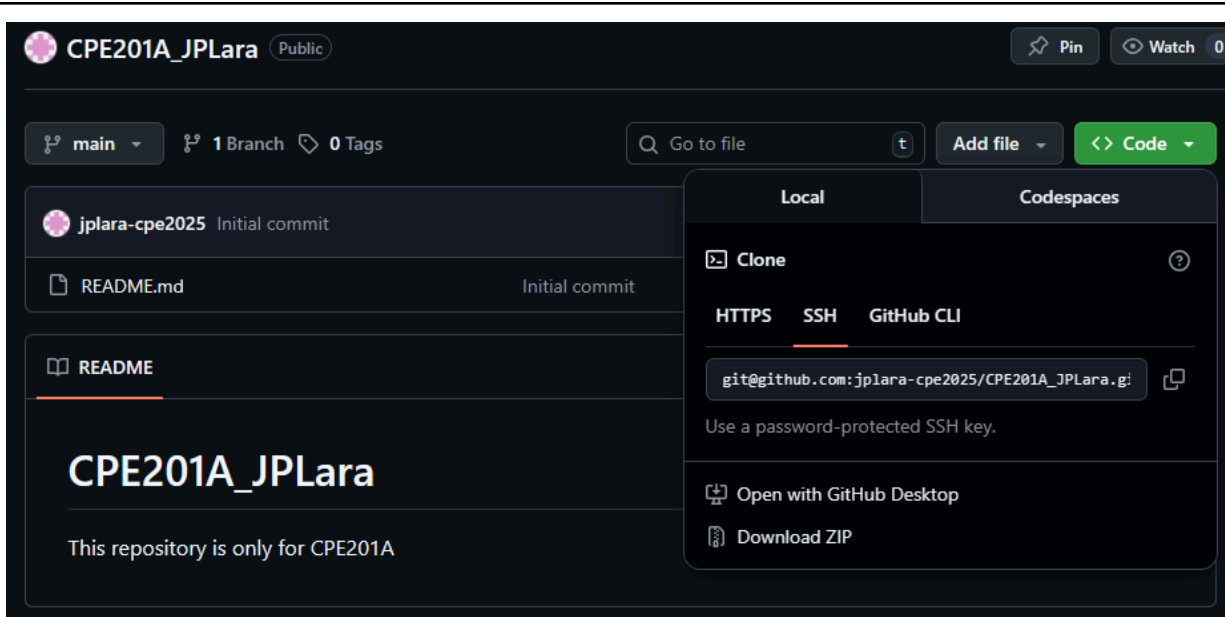 CPE201A_JPLara Public Pin Watch 0
main 1 Branch 0 Tags Go to file t Add file Code
Local Codespaces
jplara-cpe2025 Initial commit
Clone
README.md Initial commit
HTTPS SSH GitHub CLI
README
git@github.com:jplara-cpe2025/CPE201A_JPLara.gi
Use a password-protected SSH key.
CPE201A_JPLara
Open with GitHub Desktop
Download ZIP
This repository is only for CPE201A